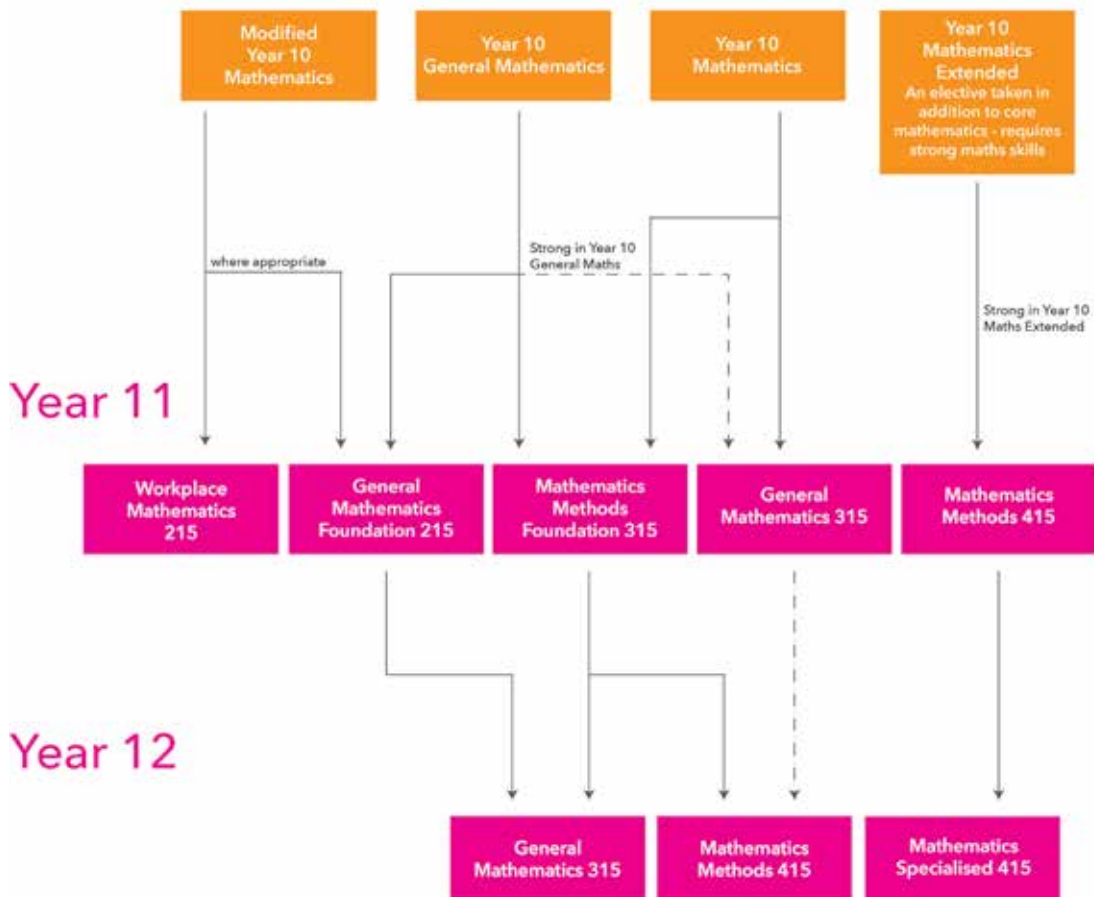 Modified
Year 10
Mathematics
Year 10
General Mathematics
Year 10
Mathematics
Year 10
Mathematics
Extended
An elective taken in
addition to core
mathematics - requires
strong maths skills
where appropriate
Strong in Year 10
General Maths
Strong in Year 10
Maths Extended
Year 11
Workplace
Mathematics
215
General
Mathematics
Foundation 215
Mathematics
Methods
Foundation 315
General
Mathematics 315
Mathematics
Methods 415
Year 12
General
Mathematics 315
Mathematics
Methods 415
Mathematics
Specialised 415